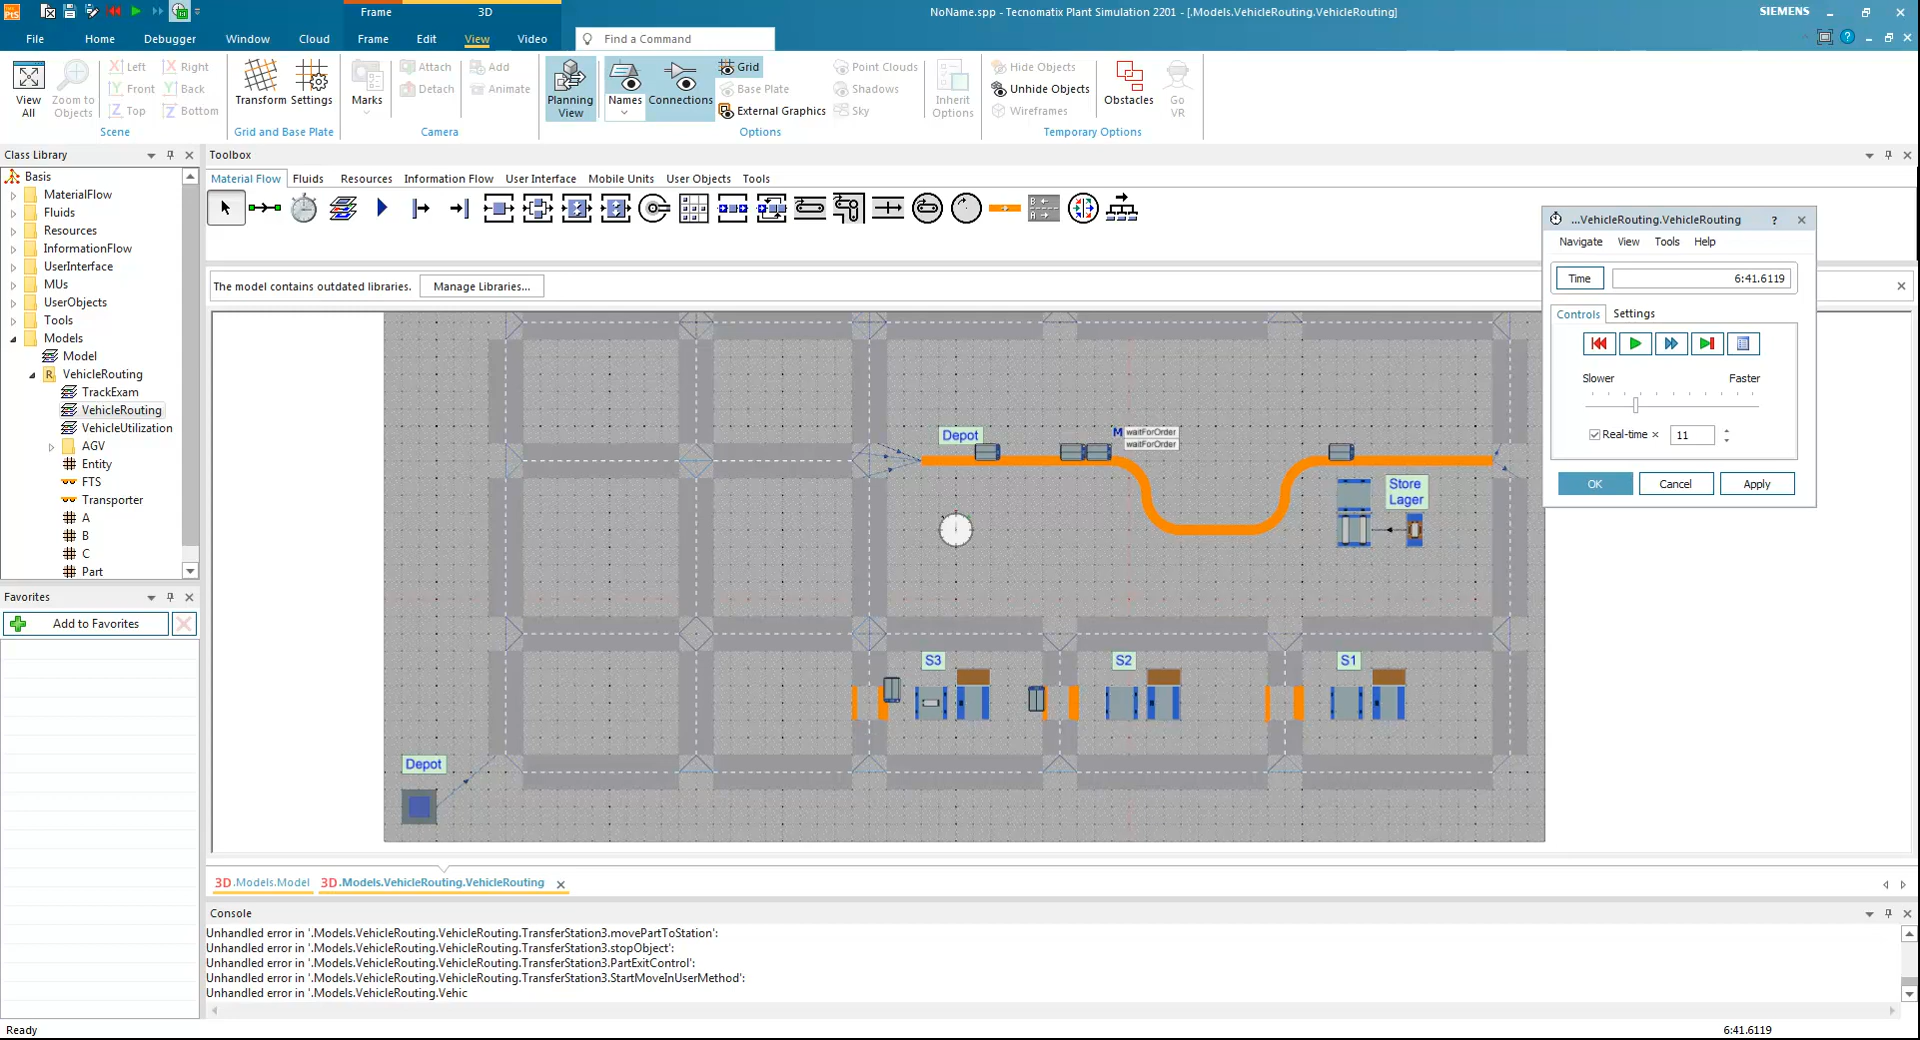 Frame
3D
NoName.spp - Tecnomatix Plant Simulation 2201 - [.Models.VehicleRouting.VehicleRouting]
SIEMENS
File
Home
Debugger
Window
Cloud
Frame
Edit
View
Video
Find a Command
View All
Zoom to Objects
Left
Right
Front
Back
Top
Bottom
Scene
Transform
Settings
Grid and Base Plate
Marks
Attach
Detach
Add
Animate
Camera
Planning View
Names
Connections
Grid
Base Plate
External Graphics
Point Clouds
Shadows
Sky
Options
Inherit Options
Hide Objects
Unhide Objects
Wireframes
Obstacles
Go VR
Temporary Options
Class Library
Basis
MaterialFlow
Fluids
Resources
InformationFlow
UserInterface
MUs
UserObjects
Tools
Models
Model
R VehicleRouting
TrackExam
VehicleRouting
VehicleUtilization
AGV
Entity
FTS
Transporter
A
B
C
Part
Favorites
Add to Favorites
Toolbox
Material Flow
Fluids
Resources
Information Flow
User Interface
Mobile Units
User Objects
Tools
The model contains outdated libraries.
Manage Libraries...
Depot
M waitForOrder
waitForOrder
Store
Lager
S3
S2
S1
Depot
...VehicleRouting.VehicleRouting
Navigate
View
Tools
Help
Time
6:41.6119
Controls
Settings
Slower
Faster
Real-time ×
11
OK
Cancel
Apply
3D .Models.Model
3D .Models.VehicleRouting.VehicleRouting
Console
Unhandled error in '.Models.VehicleRouting.VehicleRouting.TransferStation3.movePartToStation':
Unhandled error in '.Models.VehicleRouting.VehicleRouting.TransferStation3.stopObject':
Unhandled error in '.Models.VehicleRouting.VehicleRouting.TransferStation3.PartExitControl':
Unhandled error in '.Models.VehicleRouting.VehicleRouting.TransferStation3.StartMoveInUserMethod':
Unhandled error in '.Models.VehicleRouting.Vehic
Ready
6:41.6119